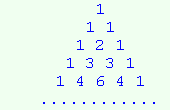 1
1 1
1 2 1
1 3 3 1
1 4 6 4 1
. . . . . . . . . . . .